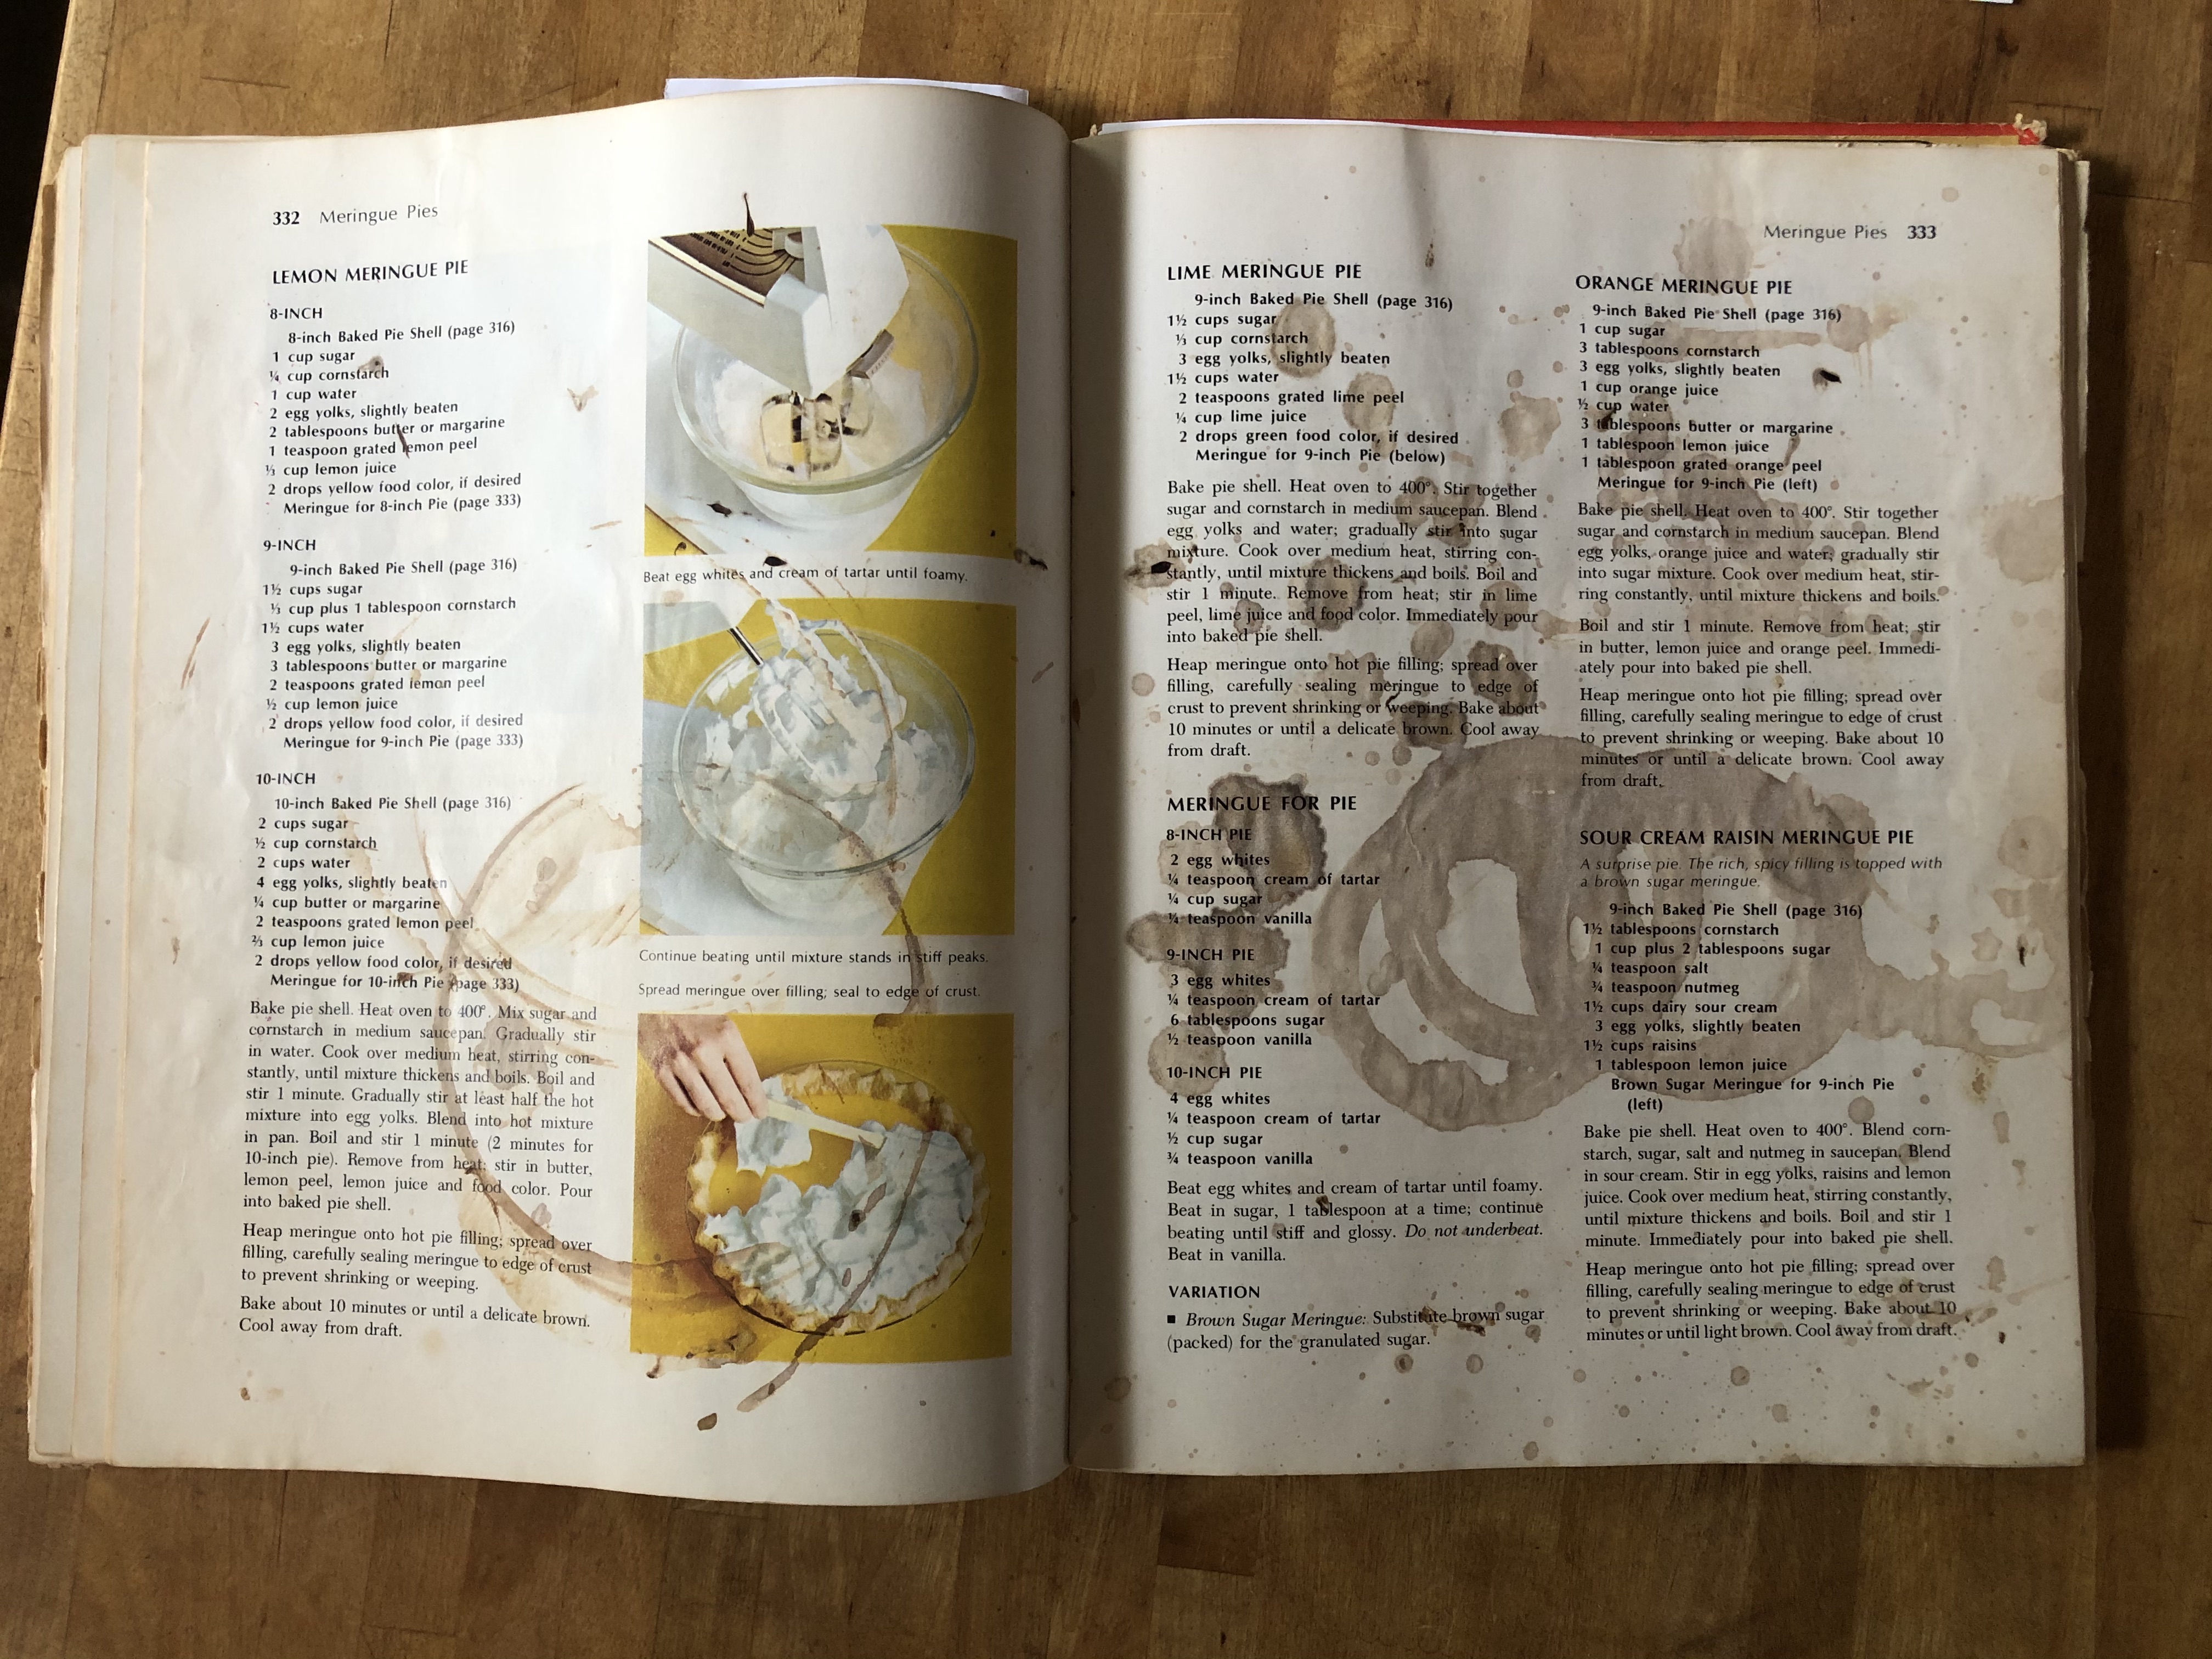 332 Meringue Pies
LEMON MERINGUE PIE
8-INCH
8-inch Baked Pie Shell (page 316)
1 cup sugar
¼ cup cornstarch
1 cup water
2 egg yolks, slightly beaten
2 tablespoons butter or margarine
1 teaspoon grated lemon peel
⅓ cup lemon juice
2 drops yellow food color, if desired
Meringue for 8-inch Pie (page 333)
9-INCH
9-inch Baked Pie Shell (page 316)
1½ cups sugar
⅓ cup plus 1 tablespoon cornstarch
1½ cups water
3 egg yolks, slightly beaten
3 tablespoons butter or margarine
2 teaspoons grated lemon peel
½ cup lemon juice
2 drops yellow food color, if desired
Meringue for 9-inch Pie (page 333)
10-INCH
10-inch Baked Pie Shell (page 316)
2 cups sugar
½ cup cornstarch
2 cups water
4 egg yolks, slightly beaten
¼ cup butter or margarine
2 teaspoons grated lemon peel
⅔ cup lemon juice
2 drops yellow food color, if desired
Meringue for 10-inch Pie (page 333)
Bake pie shell. Heat oven to 400°. Mix sugar and
cornstarch in medium saucepan. Gradually stir
in water. Cook over medium heat, stirring con-
stantly, until mixture thickens and boils. Boil and
stir 1 minute. Gradually stir at least half the hot
mixture into egg yolks. Blend into hot mixture
in pan. Boil and stir 1 minute (2 minutes for
10-inch pie). Remove from heat; stir in butter,
lemon peel, lemon juice and food color. Pour
into baked pie shell.
Heap meringue onto hot pie filling; spread over
filling, carefully sealing meringue to edge of crust
to prevent shrinking or weeping.
Bake about 10 minutes or until a delicate brown.
Cool away from draft.
Beat egg whites and cream of tartar until foamy.
Continue beating until mixture stands in stiff peaks.
Spread meringue over filling; seal to edge of crust.
Meringue Pies 333
LIME MERINGUE PIE
9-inch Baked Pie Shell (page 316)
1½ cups sugar
⅓ cup cornstarch
3 egg yolks, slightly beaten
1½ cups water
2 teaspoons grated lime peel
¼ cup lime juice
2 drops green food color, if desired
Meringue for 9-inch Pie (below)
Bake pie shell. Heat oven to 400°. Stir together
sugar and cornstarch in medium saucepan. Blend
egg yolks and water; gradually stir into sugar
mixture. Cook over medium heat, stirring con-
stantly, until mixture thickens and boils. Boil and
stir 1 minute. Remove from heat; stir in lime
peel, lime juice and food color. Immediately pour
into baked pie shell.
Heap meringue onto hot pie filling; spread over
filling, carefully sealing meringue to edge of
crust to prevent shrinking or weeping. Bake about
10 minutes or until a delicate brown. Cool away
from draft.
MERINGUE FOR PIE
8-INCH PIE
2 egg whites
¼ teaspoon cream of tartar
¼ cup sugar
¼ teaspoon vanilla
9-INCH PIE
3 egg whites
¼ teaspoon cream of tartar
6 tablespoons sugar
½ teaspoon vanilla
10-INCH PIE
4 egg whites
¼ teaspoon cream of tartar
½ cup sugar
¾ teaspoon vanilla
Beat egg whites and cream of tartar until foamy.
Beat in sugar, 1 tablespoon at a time; continue
beating until stiff and glossy. Do not underbeat.
Beat in vanilla.
VARIATION
■ Brown Sugar Meringue: Substitute brown sugar
(packed) for the granulated sugar.
ORANGE MERINGUE PIE
9-inch Baked Pie Shell (page 316)
1 cup sugar
3 tablespoons cornstarch
3 egg yolks, slightly beaten
1 cup orange juice
½ cup water
3 tablespoons butter or margarine
1 tablespoon lemon juice
1 tablespoon grated orange peel
Meringue for 9-inch Pie (left)
Bake pie shell. Heat oven to 400°. Stir together
sugar and cornstarch in medium saucepan. Blend
egg yolks, orange juice and water; gradually stir
into sugar mixture. Cook over medium heat, stir-
ring constantly, until mixture thickens and boils.
Boil and stir 1 minute. Remove from heat; stir
in butter, lemon juice and orange peel. Immedi-
ately pour into baked pie shell.
Heap meringue onto hot pie filling; spread over
filling, carefully sealing meringue to edge of crust
to prevent shrinking or weeping. Bake about 10
minutes or until a delicate brown. Cool away
from draft.
SOUR CREAM RAISIN MERINGUE PIE
A surprise pie. The rich, spicy filling is topped with
a brown sugar meringue.
9-inch Baked Pie Shell (page 316)
1½ tablespoons cornstarch
1 cup plus 2 tablespoons sugar
¼ teaspoon salt
¾ teaspoon nutmeg
1½ cups dairy sour cream
3 egg yolks, slightly beaten
1½ cups raisins
1 tablespoon lemon juice
Brown Sugar Meringue for 9-inch Pie
(left)
Bake pie shell. Heat oven to 400°. Blend corn-
starch, sugar, salt and nutmeg in saucepan. Blend
in sour cream. Stir in egg yolks, raisins and lemon
juice. Cook over medium heat, stirring constantly,
until mixture thickens and boils. Boil and stir 1
minute. Immediately pour into baked pie shell.
Heap meringue onto hot pie filling; spread over
filling, carefully sealing meringue to edge of crust
to prevent shrinking or weeping. Bake about 10
minutes or until light brown. Cool away from draft.